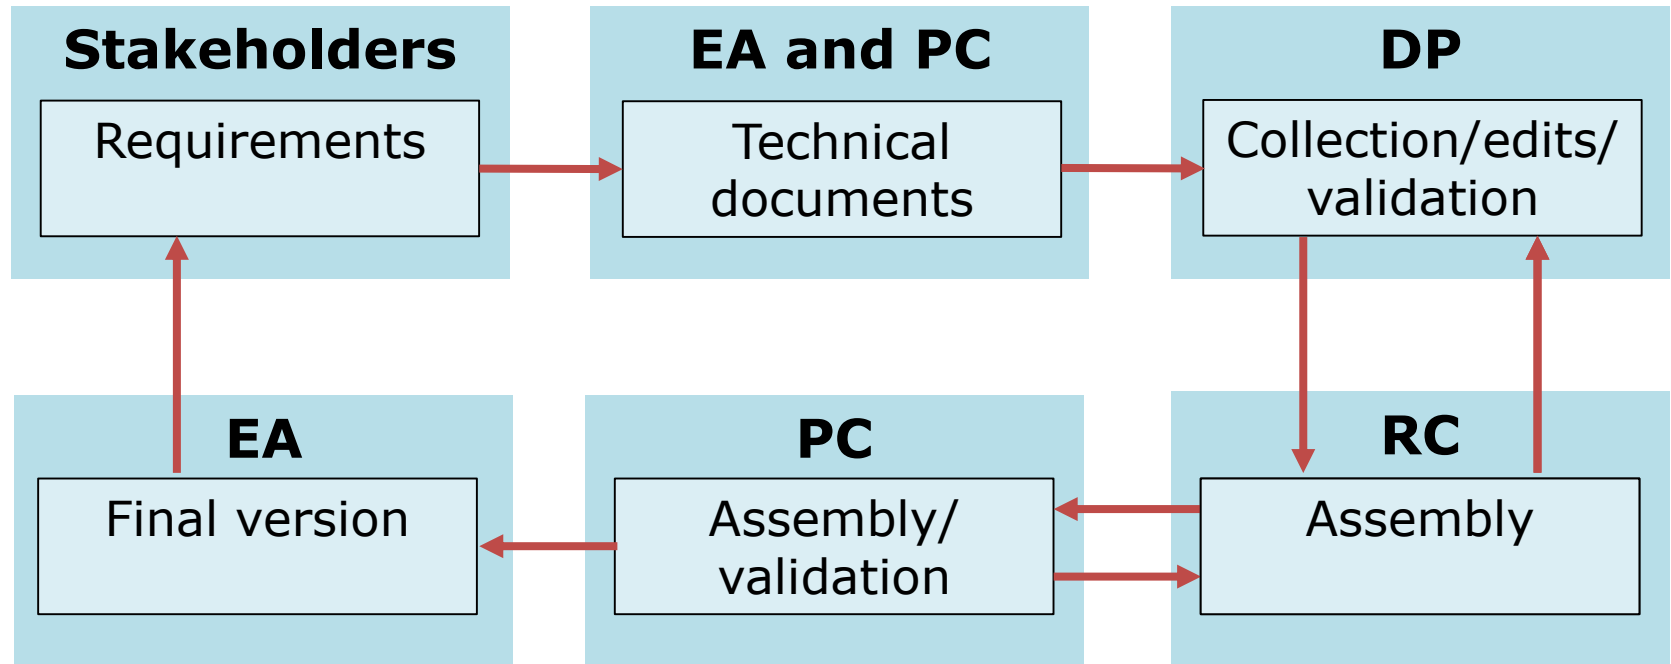 Stakeholders
Requirements
EA and PC
Technical
documents
DP
Collection/edits/
validation
EA
Final version
PC
Assembly/
validation
RC
Assembly